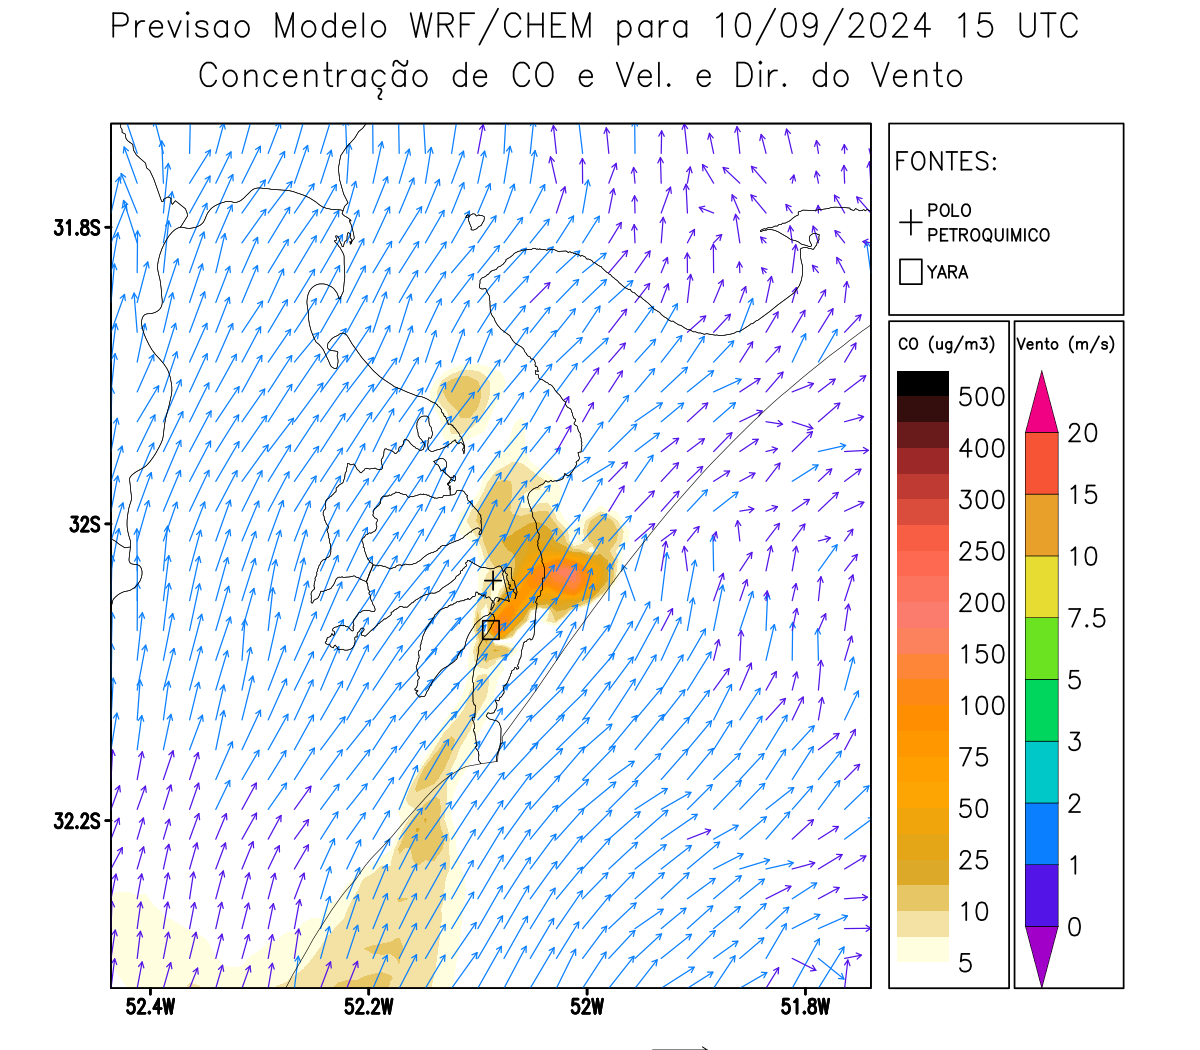 Previsao Modelo WRF/CHEM para 10/09/2024 15 UTC
Concentração de CO e Vel. e Dir. do Vento
FONTES:
POLO
PETROQUIMICO
YARA
CO (ug/m3)
500
400
300
250
200
150
100
75
50
25
10
5
Vento (m/s)
20
15
10
7.5
5
3
2
1
0
31.8S
32S
32.2S
52.4W
52.2W
52W
51.8W